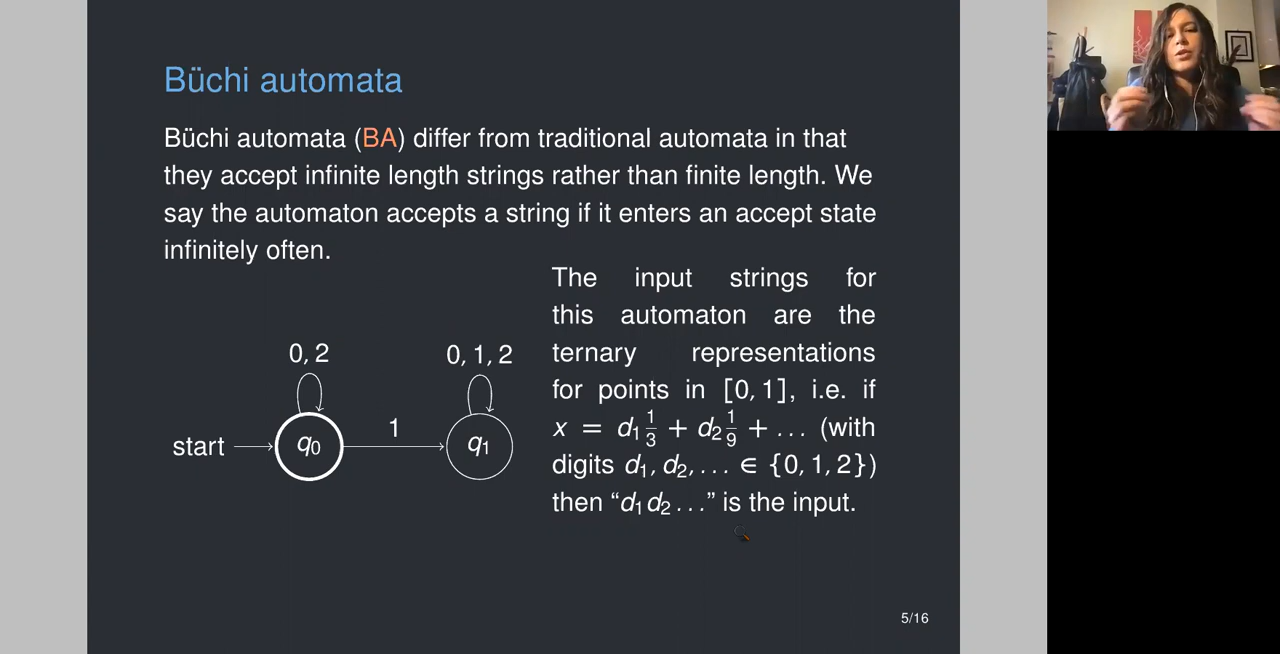 Büchi automata
Büchi automata (BA) differ from traditional automata in that
they accept infinite length strings rather than finite length. We
say the automaton accepts a string if it enters an accept state
infinitely often.
The input strings for
this automaton are the
ternary representations
for points in [0, 1], i.e. if
x = d₁ 1/3 + d₂ 1/9 + … (with
digits d₁, d₂, … ∈ {0, 1, 2})
then “d₁d₂…” is the input.
0, 2
0, 1, 2
1
start
q₀
q₁
5/16